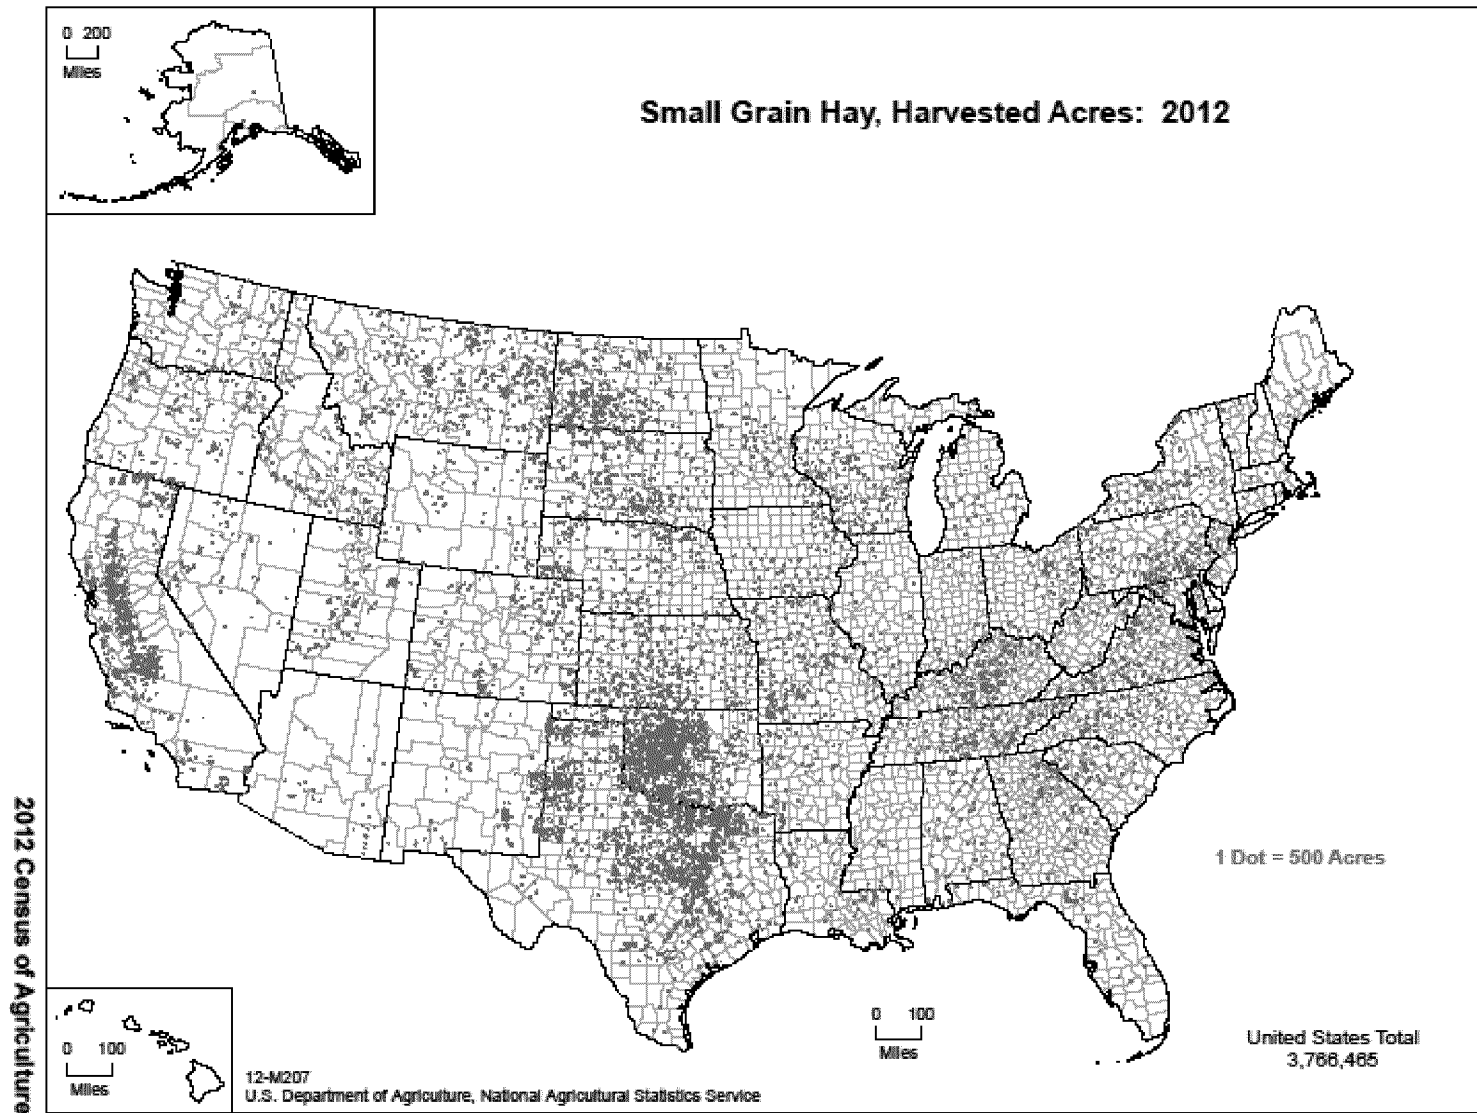 0 200
Miles
Small Grain Hay, Harvested Acres: 2012
1 Dot = 500 Acres
2012 Census of Agriculture
0 100
Miles
0 100
Miles
United States Total
3,766,465
12-M207
U.S. Department of Agriculture, National Agricultural Statistics Service